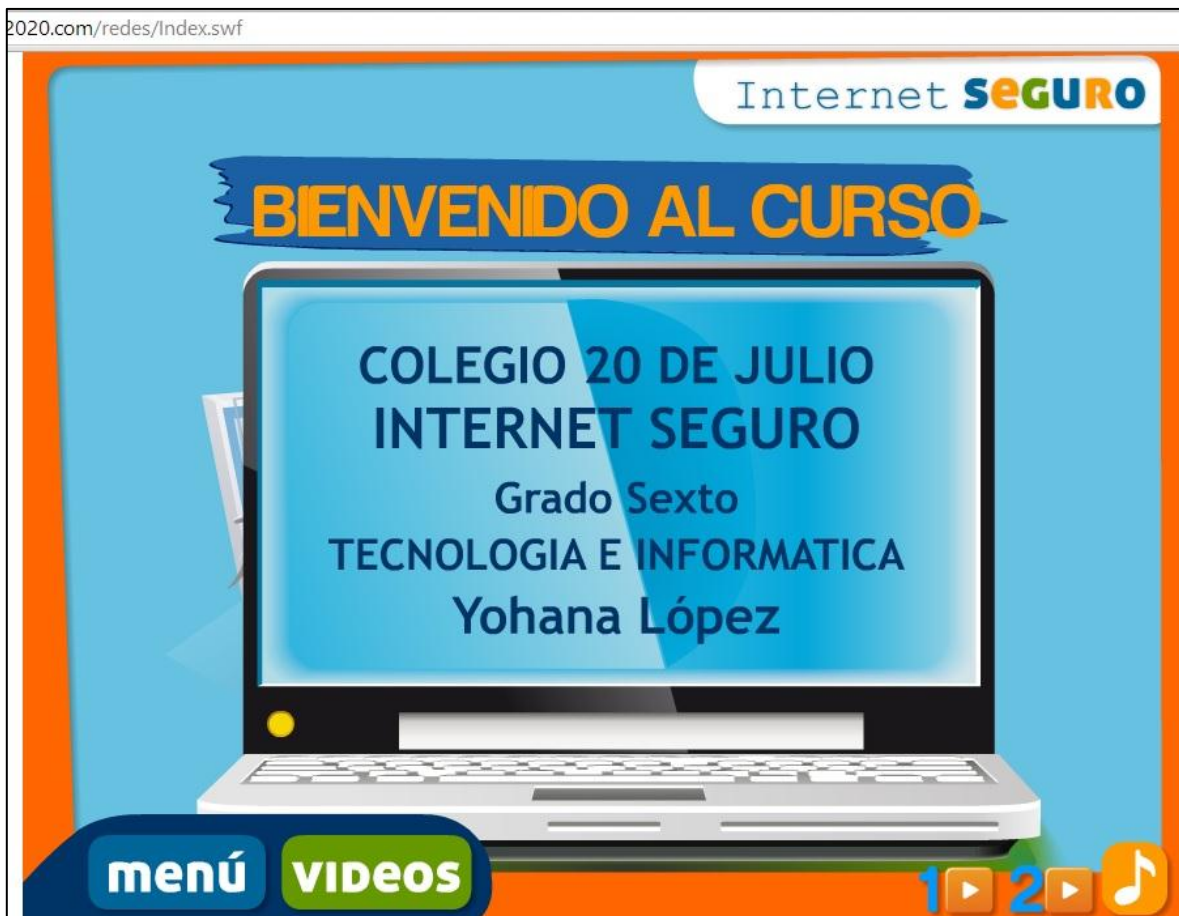 2020.com/redes/Index.swf
Internet SeGURO
BIENVENIDO AL CURSO
COLEGIO 20 DE JULIO
INTERNET SEGURO
Grado Sexto
TECNOLOGIA E INFORMATICA
Yohana López
menú VIDEOS
1 2